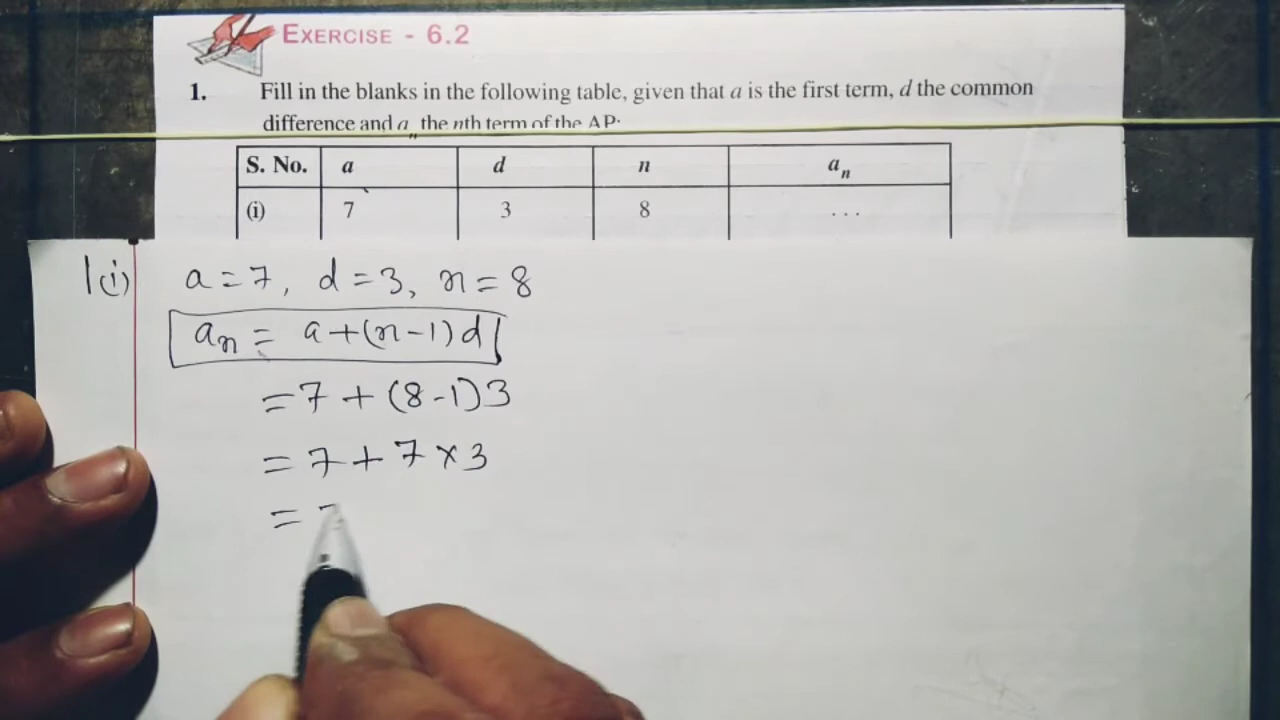 EXERCISE - 6.2
1. Fill in the blanks in the following table, given that a is the first term, d the common
difference and a the nth term of the AP:
S. No. a d n aₙ
(i) 7 3 8 ...
1(i) a = 7, d = 3, n = 8
aₙ = a + (n - 1) d
= 7 + (8 - 1) 3
= 7 + 7 × 3
= 7